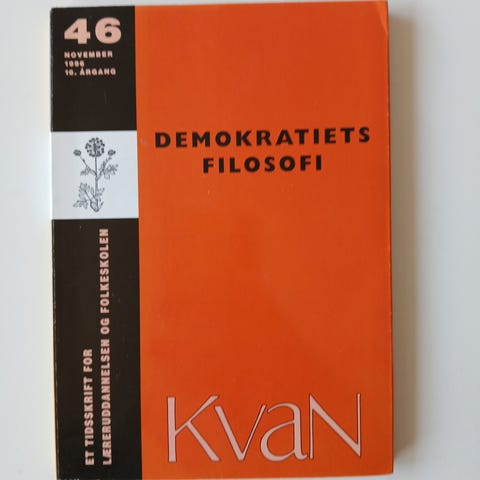 46
NOVEMBER
1996
16. ÅRGANG
DEMOKRATIETS
FILOSOFI
ET TIDSSKRIFT FOR
LÆRERUDDANNELSEN OG FOLKESKOLEN
KvaN